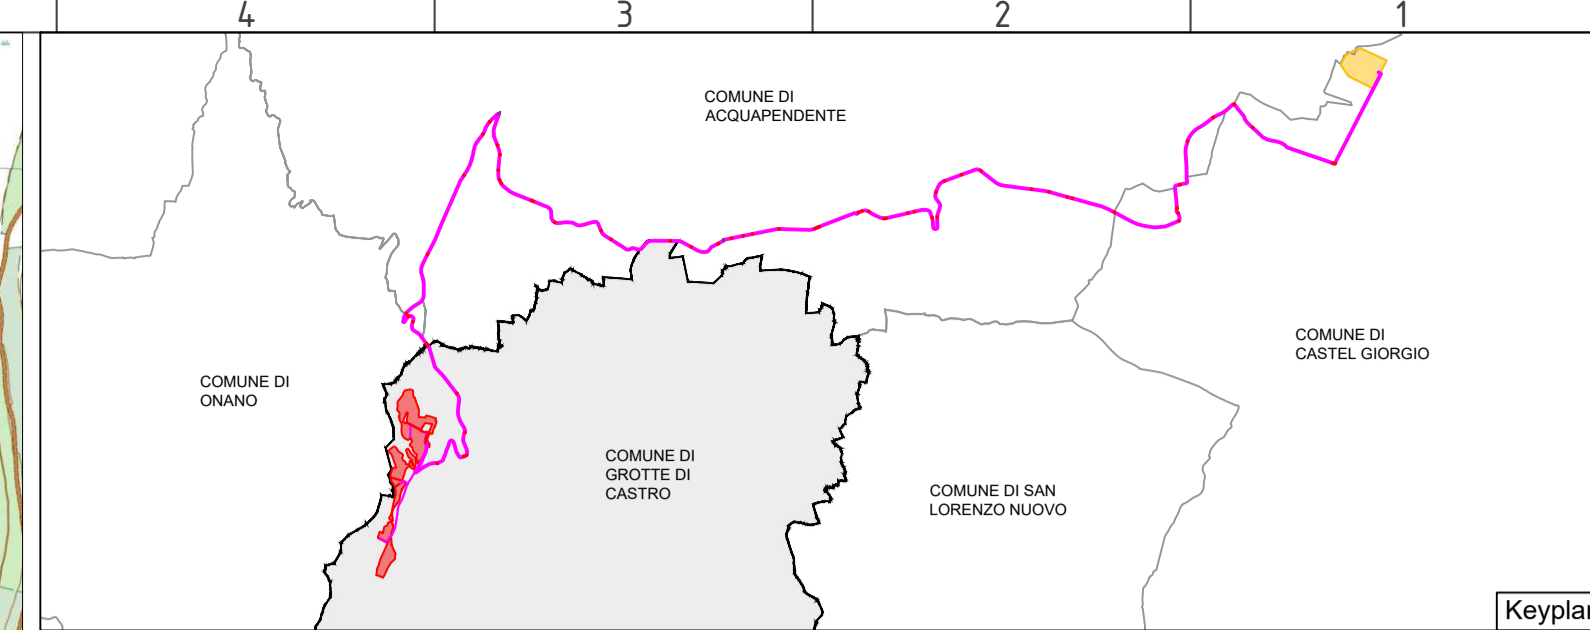 4 3 2 1
COMUNE DI
ACQUAPENDENTE
COMUNE DI
CASTEL GIORGIO
COMUNE DI
ONANO
COMUNE DI
GROTTE DI
CASTRO
COMUNE DI SAN
LORENZO NUOVO
Keyplan